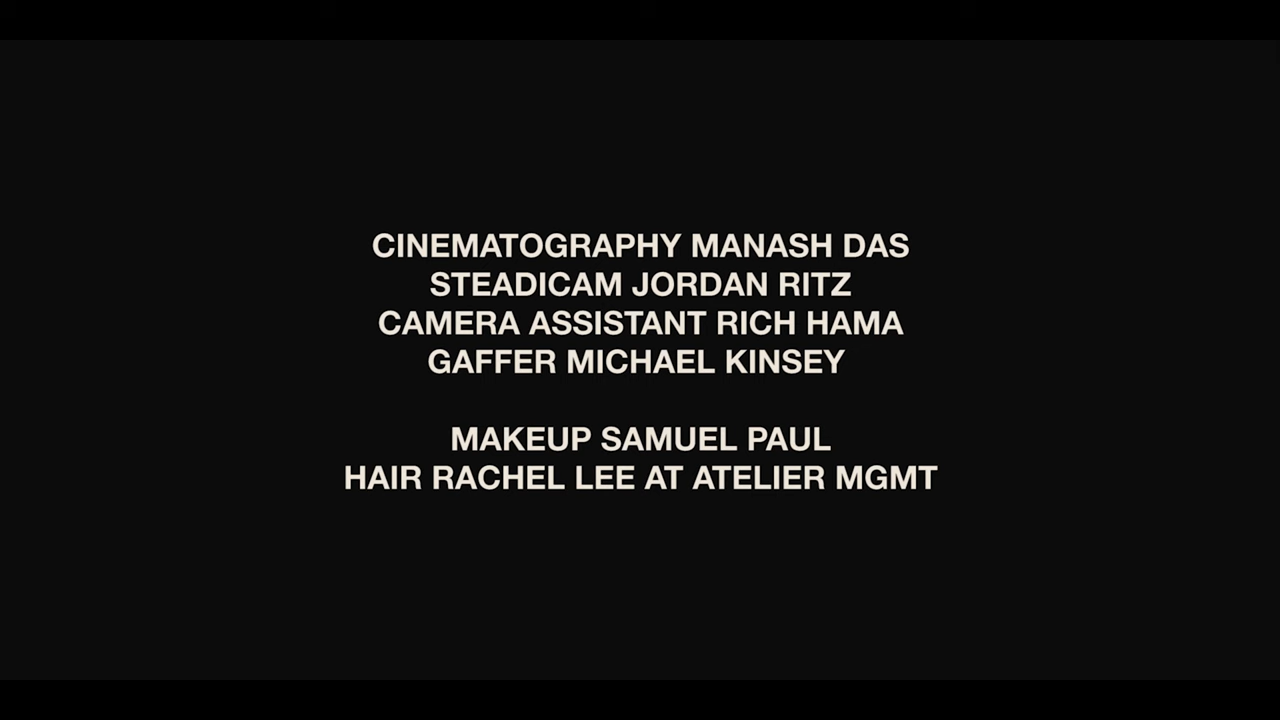 CINEMATOGRAPHY MANASH DAS
STEADICAM JORDAN RITZ
CAMERA ASSISTANT RICH HAMA
GAFFER MICHAEL KINSEY
MAKEUP SAMUEL PAUL
HAIR RACHEL LEE AT ATELIER MGMT